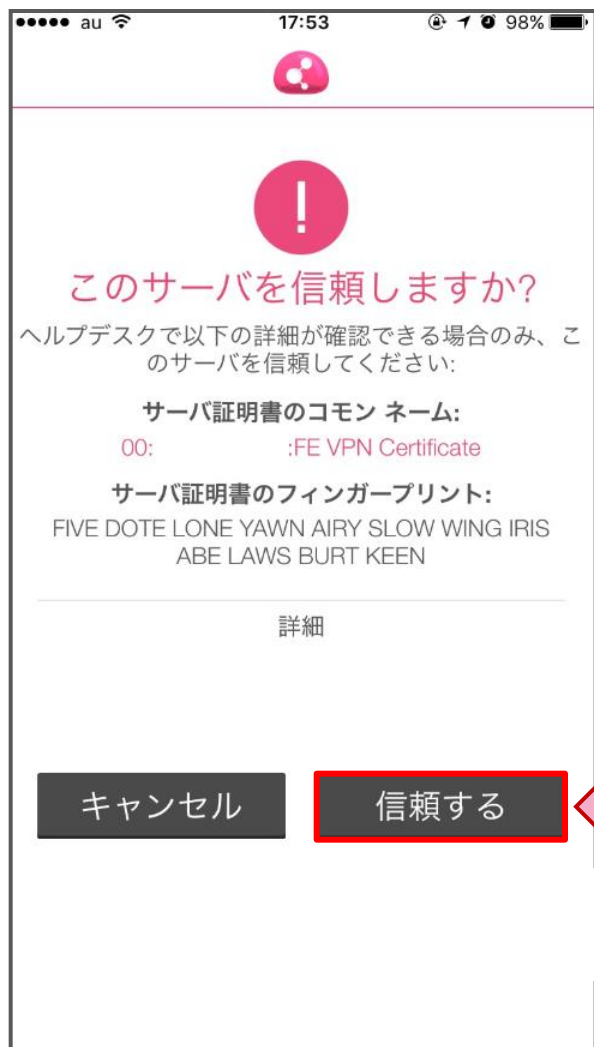 au 17:53 98%
!
このサーバを信頼しますか?
ヘルプデスクで以下の詳細が確認できる場合のみ、こ
のサーバを信頼してください:
サーバ証明書のコモン ネーム:
00: :FE VPN Certificate
サーバ証明書のフィンガープリント:
FIVE DOTE LONE YAWN AIRY SLOW WING IRIS
ABE LAWS BURT KEEN
詳細
キャンセル 信頼する